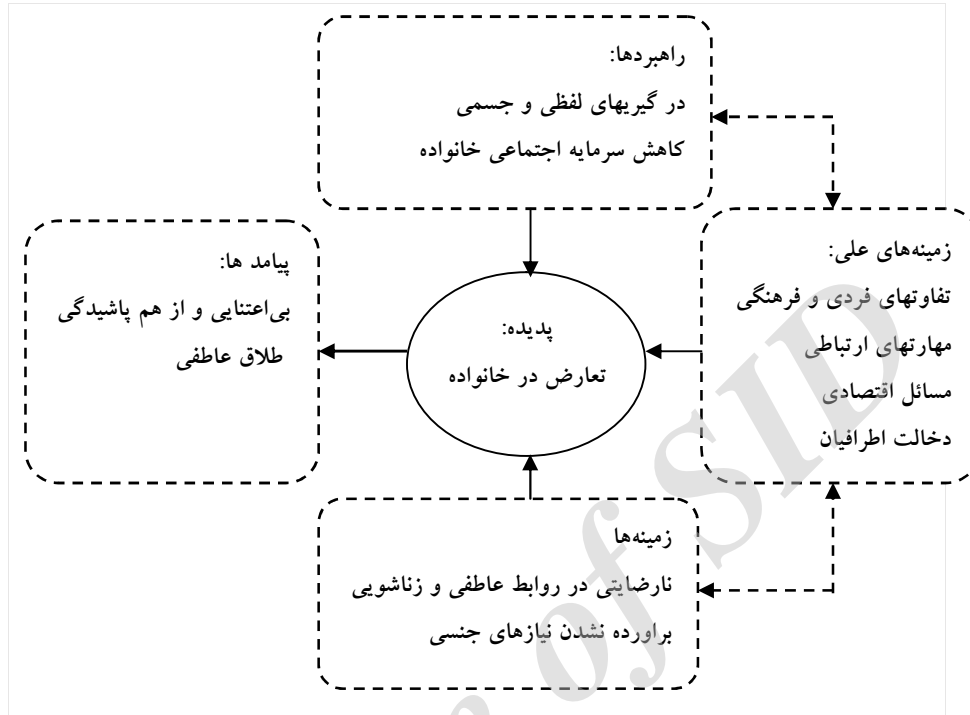 راهبردها:
در گیریهای لفظی و جسمی
کاهش سرمایه اجتماعی خانواده
زمینه‌های علی:
تفاوتهای فردی و فرهنگی
مهارتهای ارتباطی
مسائل اقتصادی
دخالت اطرافیان
پدیده:
تعارض در خانواده
پیامد ها:
بی‌اعتنایی و از هم پاشیدگی
طلاق عاطفی
زمینه‌ها
نارضایتی در روابط عاطفی و زناشویی
براورده نشدن نیازهای جنسی
of SID